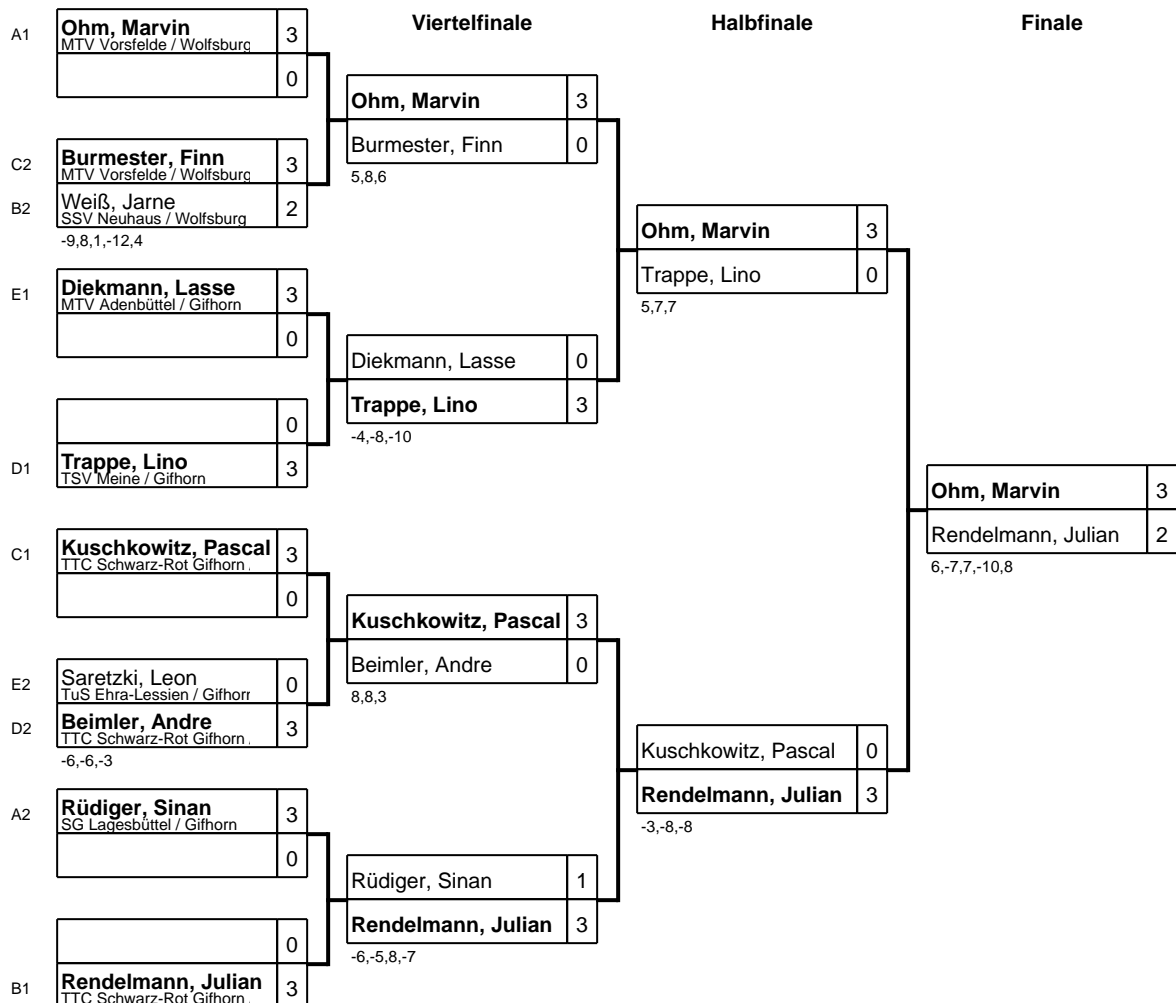 Viertelfinale Halbfinale Finale
A1 Ohm, Marvin 3
MTV Vorsfelde / Wolfsburg
0
C2 Burmester, Finn 3
MTV Vorsfelde / Wolfsburg
B2 Weiß, Jarne 2
SSV Neuhaus / Wolfsburg
-9,8,1,-12,4
E1 Diekmann, Lasse 3
MTV Adenbüttel / Gifhorn
0
0
D1 Trappe, Lino 3
TSV Meine / Gifhorn
C1 Kuschkowitz, Pascal 3
TTC Schwarz-Rot Gifhorn
0
E2 Saretzki, Leon 0
TuS Ehra-Lessien / Gifhorn
D2 Beimler, Andre 3
TTC Schwarz-Rot Gifhorn
-6,-6,-3
A2 Rüdiger, Sinan 3
SG Lagesbüttel / Gifhorn
0
0
B1 Rendelmann, Julian 3
TTC Schwarz-Rot Gifhorn
Ohm, Marvin 3
Burmester, Finn 0
5,8,6
Diekmann, Lasse 0
Trappe, Lino 3
-4,-8,-10
Kuschkowitz, Pascal 3
Beimler, Andre 0
8,8,3
Rüdiger, Sinan 1
Rendelmann, Julian 3
-6,-5,8,-7
Ohm, Marvin 3
Trappe, Lino 0
5,7,7
Kuschkowitz, Pascal 0
Rendelmann, Julian 3
-3,-8,-8
Ohm, Marvin 3
Rendelmann, Julian 2
6,-7,7,-10,8